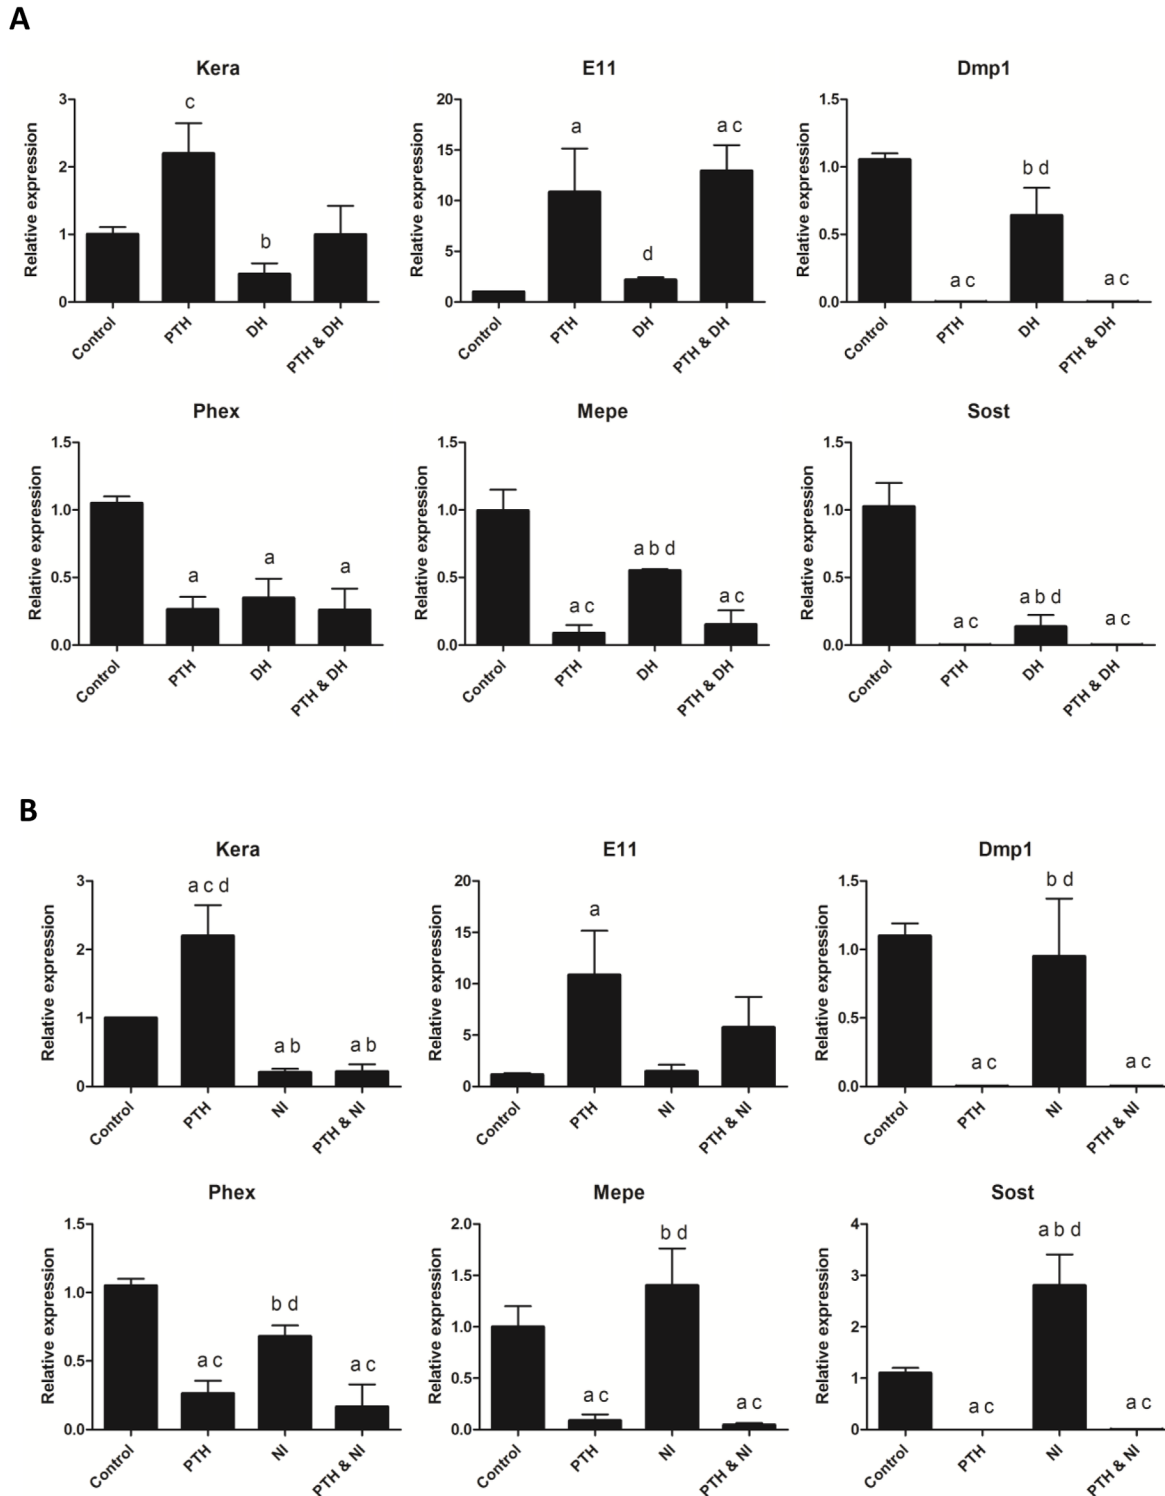 A
Kera
E11
Dmp1
Relative expression
3
2
1
0
c
b
Control
PTH
DH
PTH & DH
Relative expression
20
15
10
5
0
a
d
a c
Control
PTH
DH
PTH & DH
Relative expression
1.5
1.0
0.5
0.0
a c
b d
a c
Control
PTH
DH
PTH & DH
Phex
Mepe
Sost
Relative expression
1.5
1.0
0.5
0.0
a
a
a
Control
PTH
DH
PTH & DH
Relative expression
1.5
1.0
0.5
0.0
a c
a b d
a c
Control
PTH
DH
PTH & DH
Relative expression
1.5
1.0
0.5
0.0
a c
a b d
a c
Control
PTH
DH
PTH & DH
B
Kera
E11
Dmp1
Relative expression
3
2
1
0
a c d
a b
a b
Control
PTH
NI
PTH & NI
Relative expression
20
15
10
5
0
a
Control
PTH
NI
PTH & NI
Relative expression
1.5
1.0
0.5
0.0
a c
b d
a c
Control
PTH
NI
PTH & NI
Phex
Mepe
Sost
Relative expression
1.5
1.0
0.5
0.0
a c
b d
a c
Control
PTH
NI
PTH & NI
Relative expression
2.0
1.5
1.0
0.5
0.0
a c
b d
a c
Control
PTH
NI
PTH & NI
Relative expression
4
3
2
1
0
a c
a b d
a c
Control
PTH
NI
PTH & NI